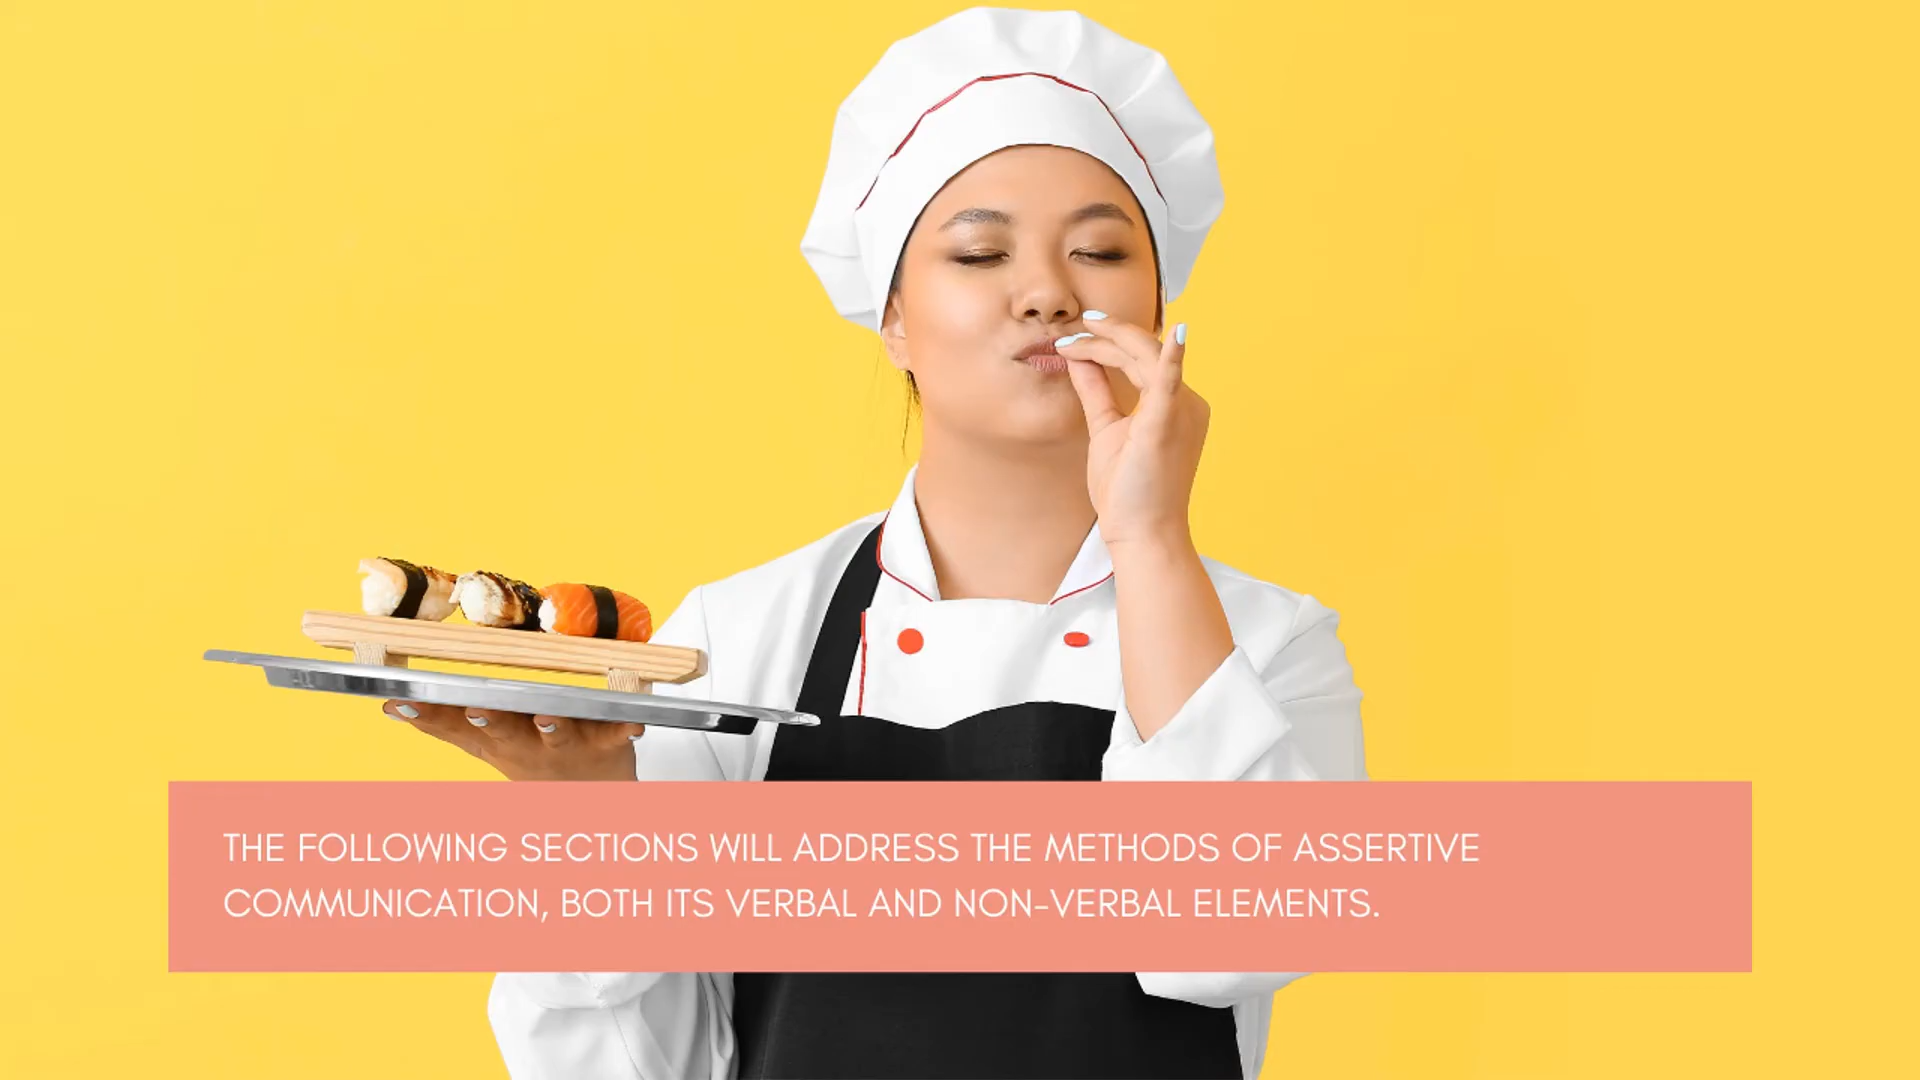 THE FOLLOWING SECTIONS WILL ADDRESS THE METHODS OF ASSERTIVE
COMMUNICATION, BOTH ITS VERBAL AND NON-VERBAL ELEMENTS.